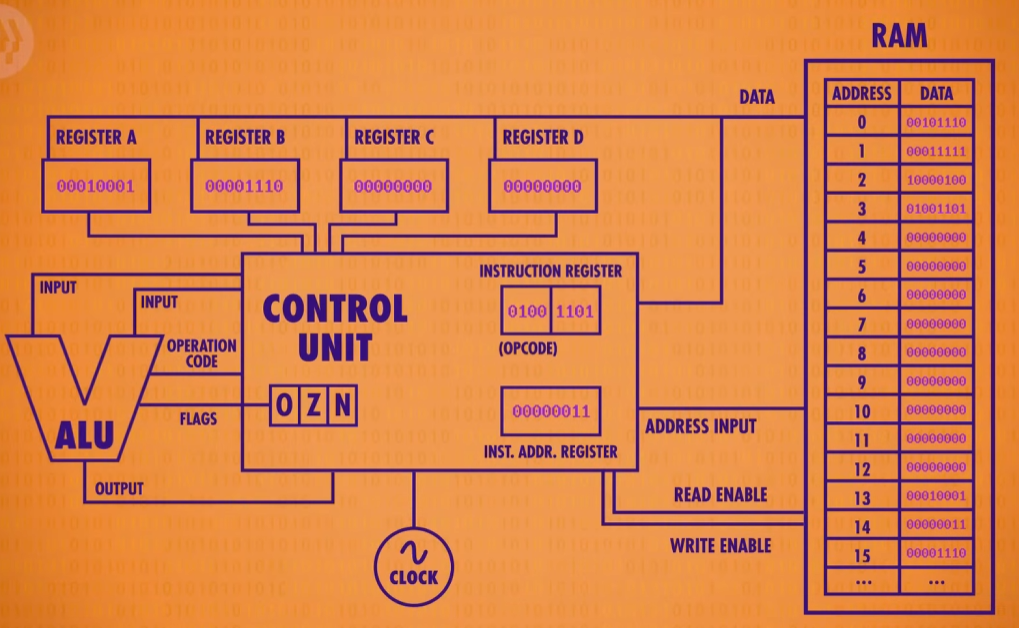 RAM
DATA
ADDRESS DATA
0 00101110
1 00011111
2 10000100
3 01001101
4 00000000
5 00000000
6 00000000
7 00000000
8 00000000
9 00000000
10 00000000
11 00000000
12 00000000
13 00010001
14 00000011
15 00001110
... ...
REGISTER A
00010001
REGISTER B
00001110
REGISTER C
00000000
REGISTER D
00000000
CONTROL
UNIT
INSTRUCTION REGISTER
0100 1101
(OPCODE)
00000011
INST. ADDR. REGISTER
O Z N
INPUT
INPUT
OPERATION
CODE
FLAGS
ALU
OUTPUT
CLOCK
ADDRESS INPUT
READ ENABLE
WRITE ENABLE